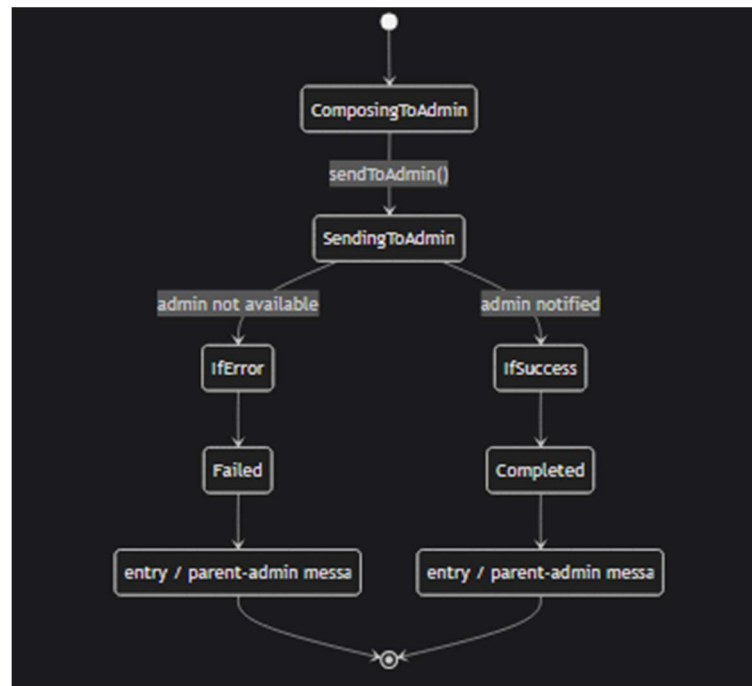 ComposingToAdmin
sendToAdmin()
SendingToAdmin
admin not available
admin notified
IfError
IfSuccess
Failed
Completed
entry / parent-admin messa
entry / parent-admin messa